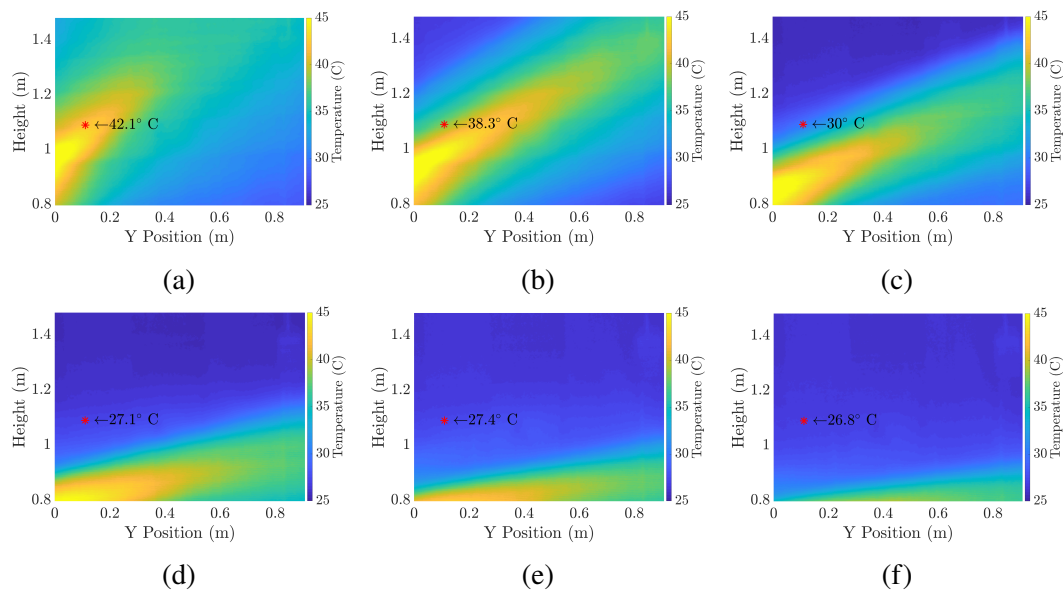 1.4
1.2
1
0.8
Height (m)
←42.1° C
0 0.2 0.4 0.6 0.8
Y Position (m)
45
40
35
30
25
Temperature (C)
(a)
1.4
1.2
1
0.8
Height (m)
←38.3° C
0 0.2 0.4 0.6 0.8
Y Position (m)
45
40
35
30
25
Temperature (C)
(b)
1.4
1.2
1
0.8
Height (m)
←30° C
0 0.2 0.4 0.6 0.8
Y Position (m)
45
40
35
30
25
Temperature (C)
(c)
1.4
1.2
1
0.8
Height (m)
←27.1° C
0 0.2 0.4 0.6 0.8
Y Position (m)
45
40
35
30
25
Temperature (C)
(d)
1.4
1.2
1
0.8
Height (m)
←27.4° C
0 0.2 0.4 0.6 0.8
Y Position (m)
45
40
35
30
25
Temperature (C)
(e)
1.4
1.2
1
0.8
Height (m)
←26.8° C
0 0.2 0.4 0.6 0.8
Y Position (m)
45
40
35
30
25
Temperature (C)
(f)